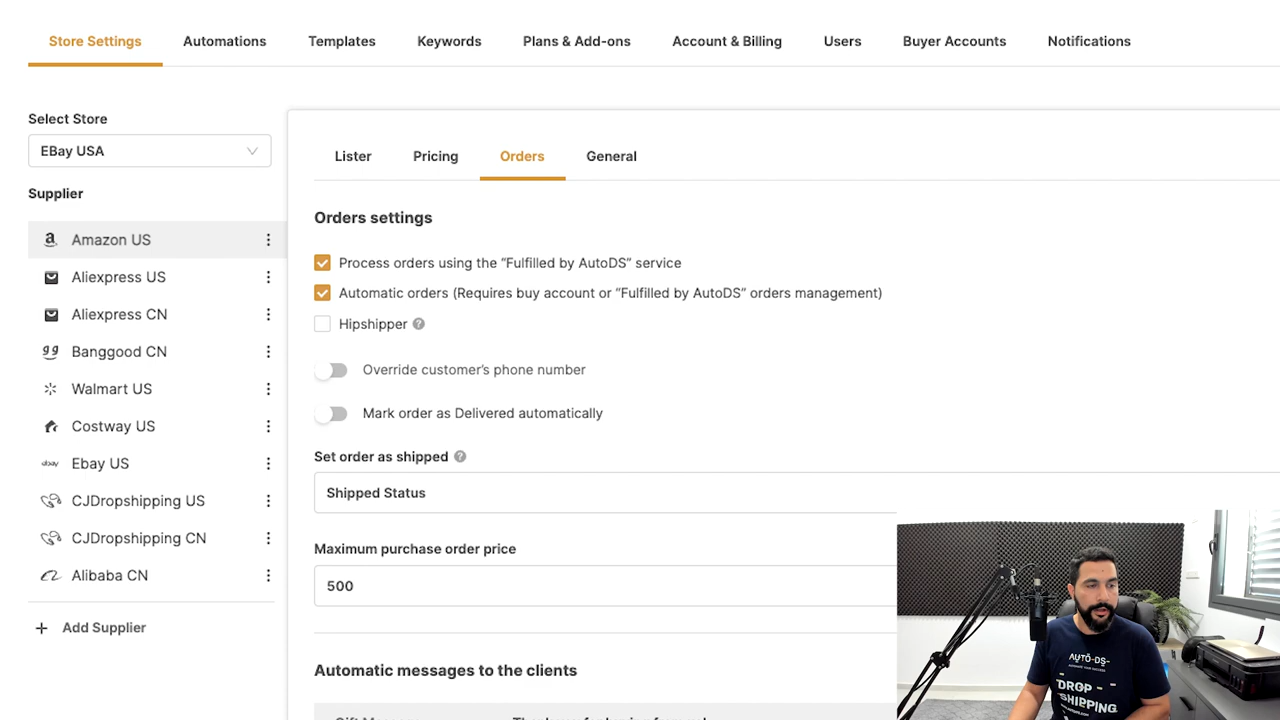 Store Settings Automations Templates Keywords Plans & Add-ons Account & Billing Users Buyer Accounts Notifications
Select Store
EBay USA
Supplier
Amazon US
Aliexpress US
Aliexpress CN
Banggood CN
Walmart US
Costway US
ebay Ebay US
CJDropshipping US
CJDropshipping CN
Alibaba CN
+ Add Supplier
Lister Pricing Orders General
Orders settings
Process orders using the “Fulfilled by AutoDS” service
Automatic orders (Requires buy account or “Fulfilled by AutoDS” orders management)
Hipshipper ?
Override customer’s phone number
Mark order as Delivered automatically
Set order as shipped ?
Shipped Status
Maximum purchase order price
500
Automatic messages to the clients
AUTO-DS
DROP
SHIPPING